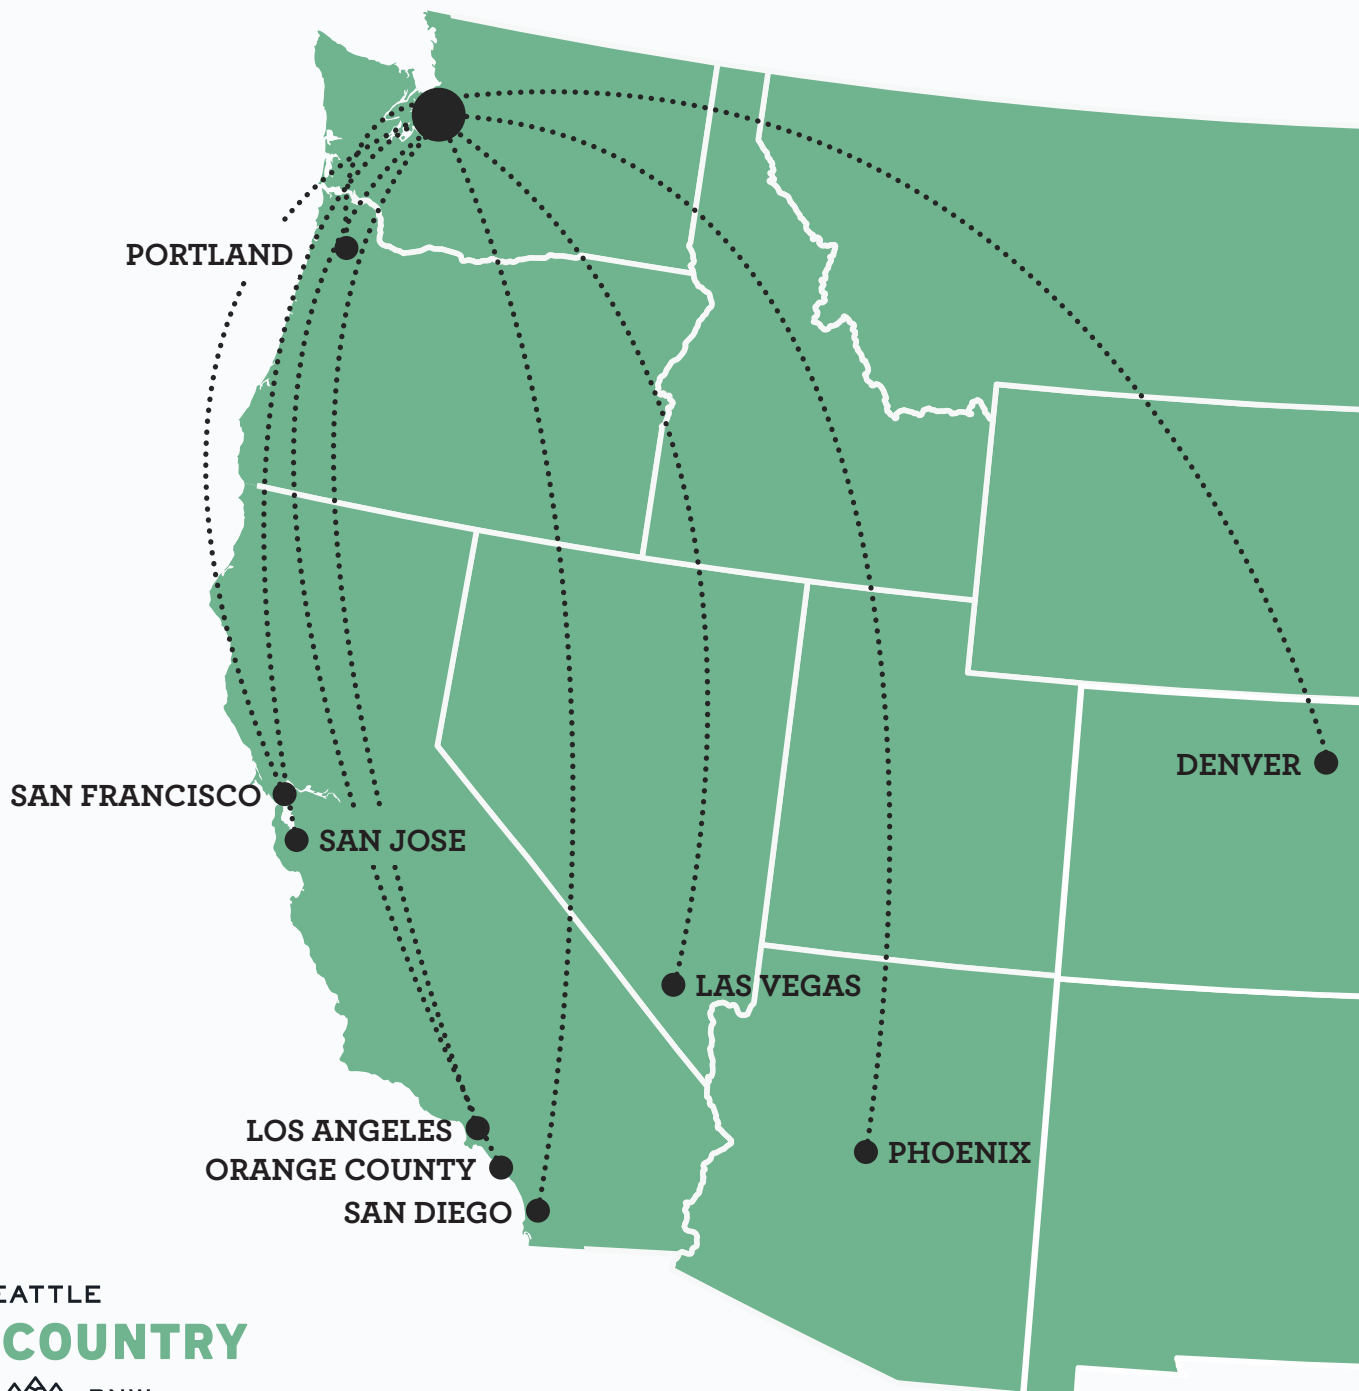 PORTLAND
DENVER
SAN FRANCISCO
SAN JOSE
LAS VEGAS
LOS ANGELES
PHOENIX
ORANGE COUNTY
SAN DIEGO
EATTLE
COUNTRY